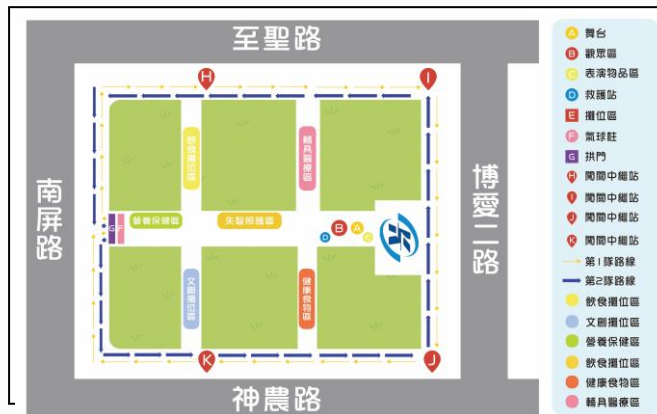 至聖路
南屏路
博愛二路
神農路
H
I
飲食攤位區
輔具醫療區
G
F
營養保健區
失智照護區
D
B
A
C
文創攤位區
健康食物區
K
J
A 舞台
B 觀眾區
C 表演物品區
D 救護站
E 攤位區
F 氣球柱
G 拱門
H 闖關中繼站
I 闖關中繼站
J 闖關中繼站
K 闖關中繼站
第1隊路線
第2隊路線
飲食攤位區
文創攤位區
營養保健區
飲食攤位區
健康食物區
輔具醫療區